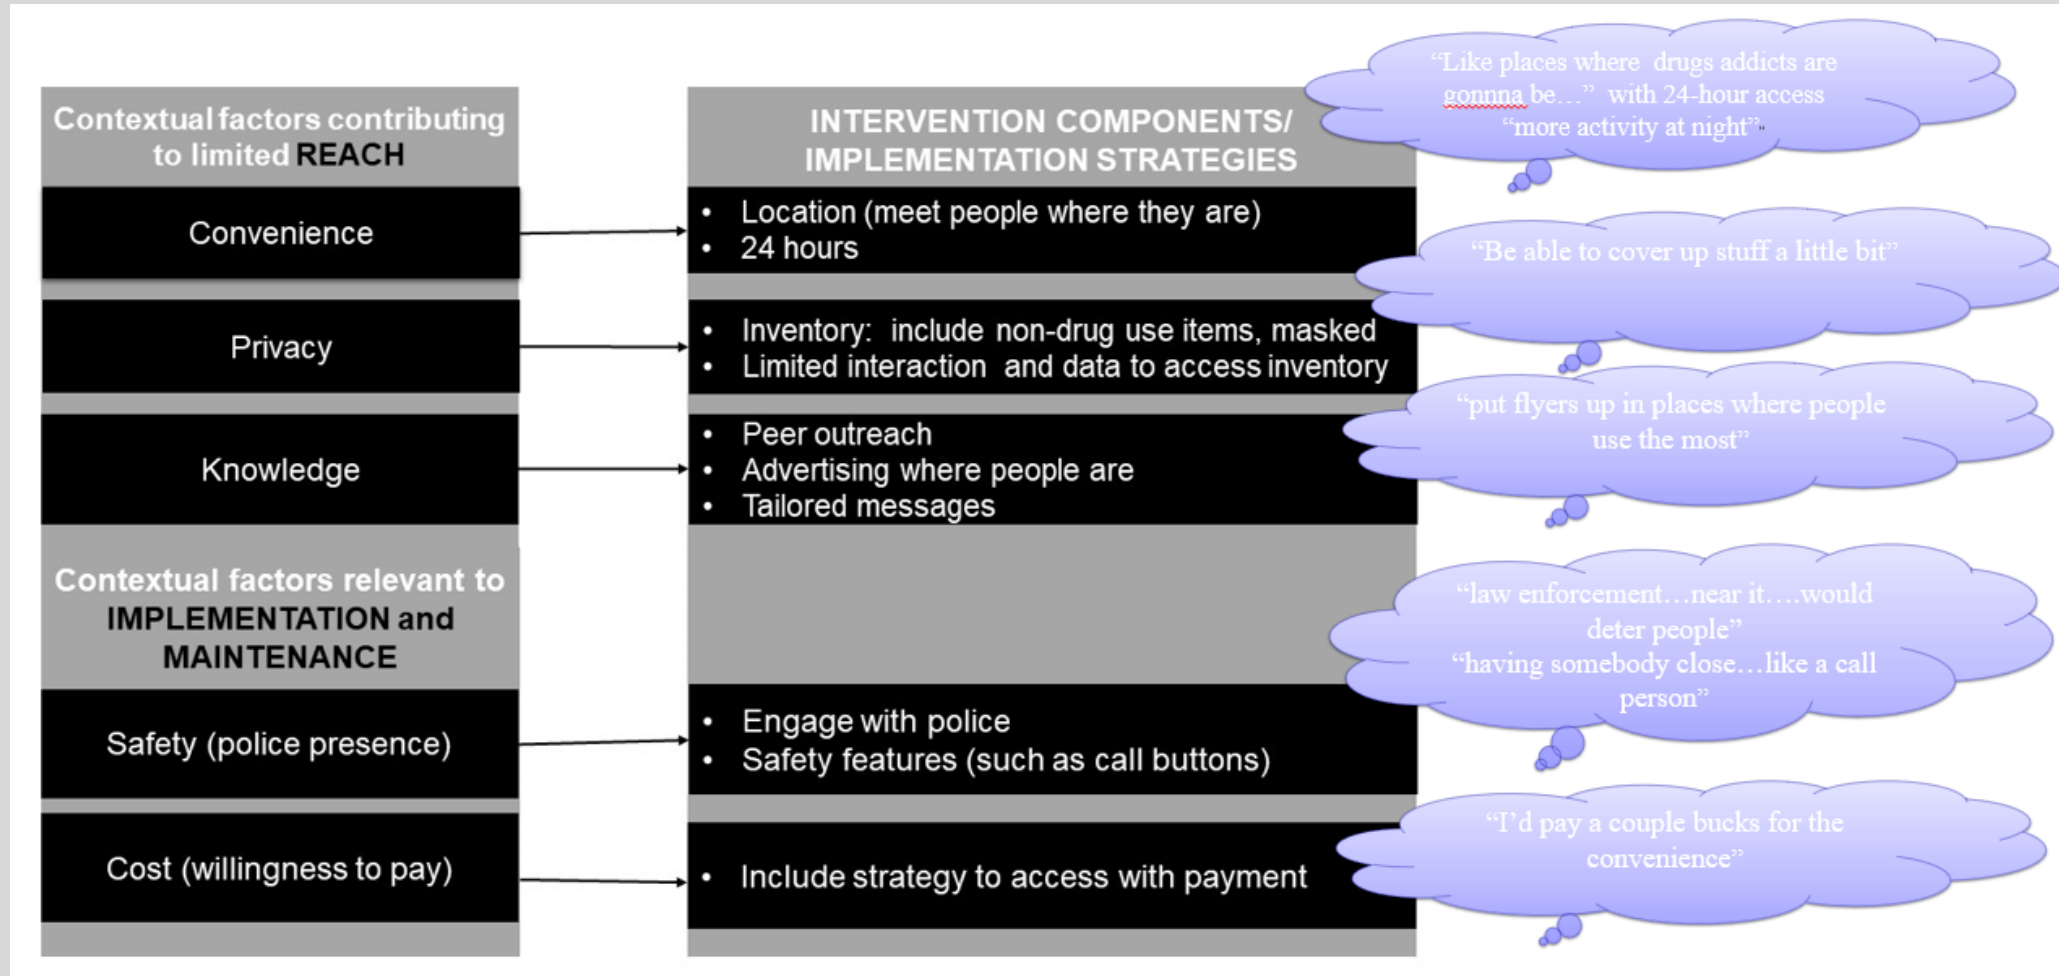 Contextual factors contributing
to limited REACH
Convenience
Privacy
Knowledge
Contextual factors relevant to
IMPLEMENTATION and
MAINTENANCE
Safety (police presence)
Cost (willingness to pay)
INTERVENTION COMPONENTS/
IMPLEMENTATION STRATEGIES
• Location (meet people where they are)
• 24 hours
• Inventory: include non-drug use items, masked
• Limited interaction and data to access inventory
• Peer outreach
• Advertising where people are
• Tailored messages
• Engage with police
• Safety features (such as call buttons)
• Include strategy to access with payment
“Like places where drugs addicts are
gonnna be…” with 24-hour access
“more activity at night”"
“Be able to cover up stuff a little bit”
“put flyers up in places where people
use the most”
“law enforcement…near it….would
deter people”
“having somebody close…like a call
person”
“I’d pay a couple bucks for the
convenience”